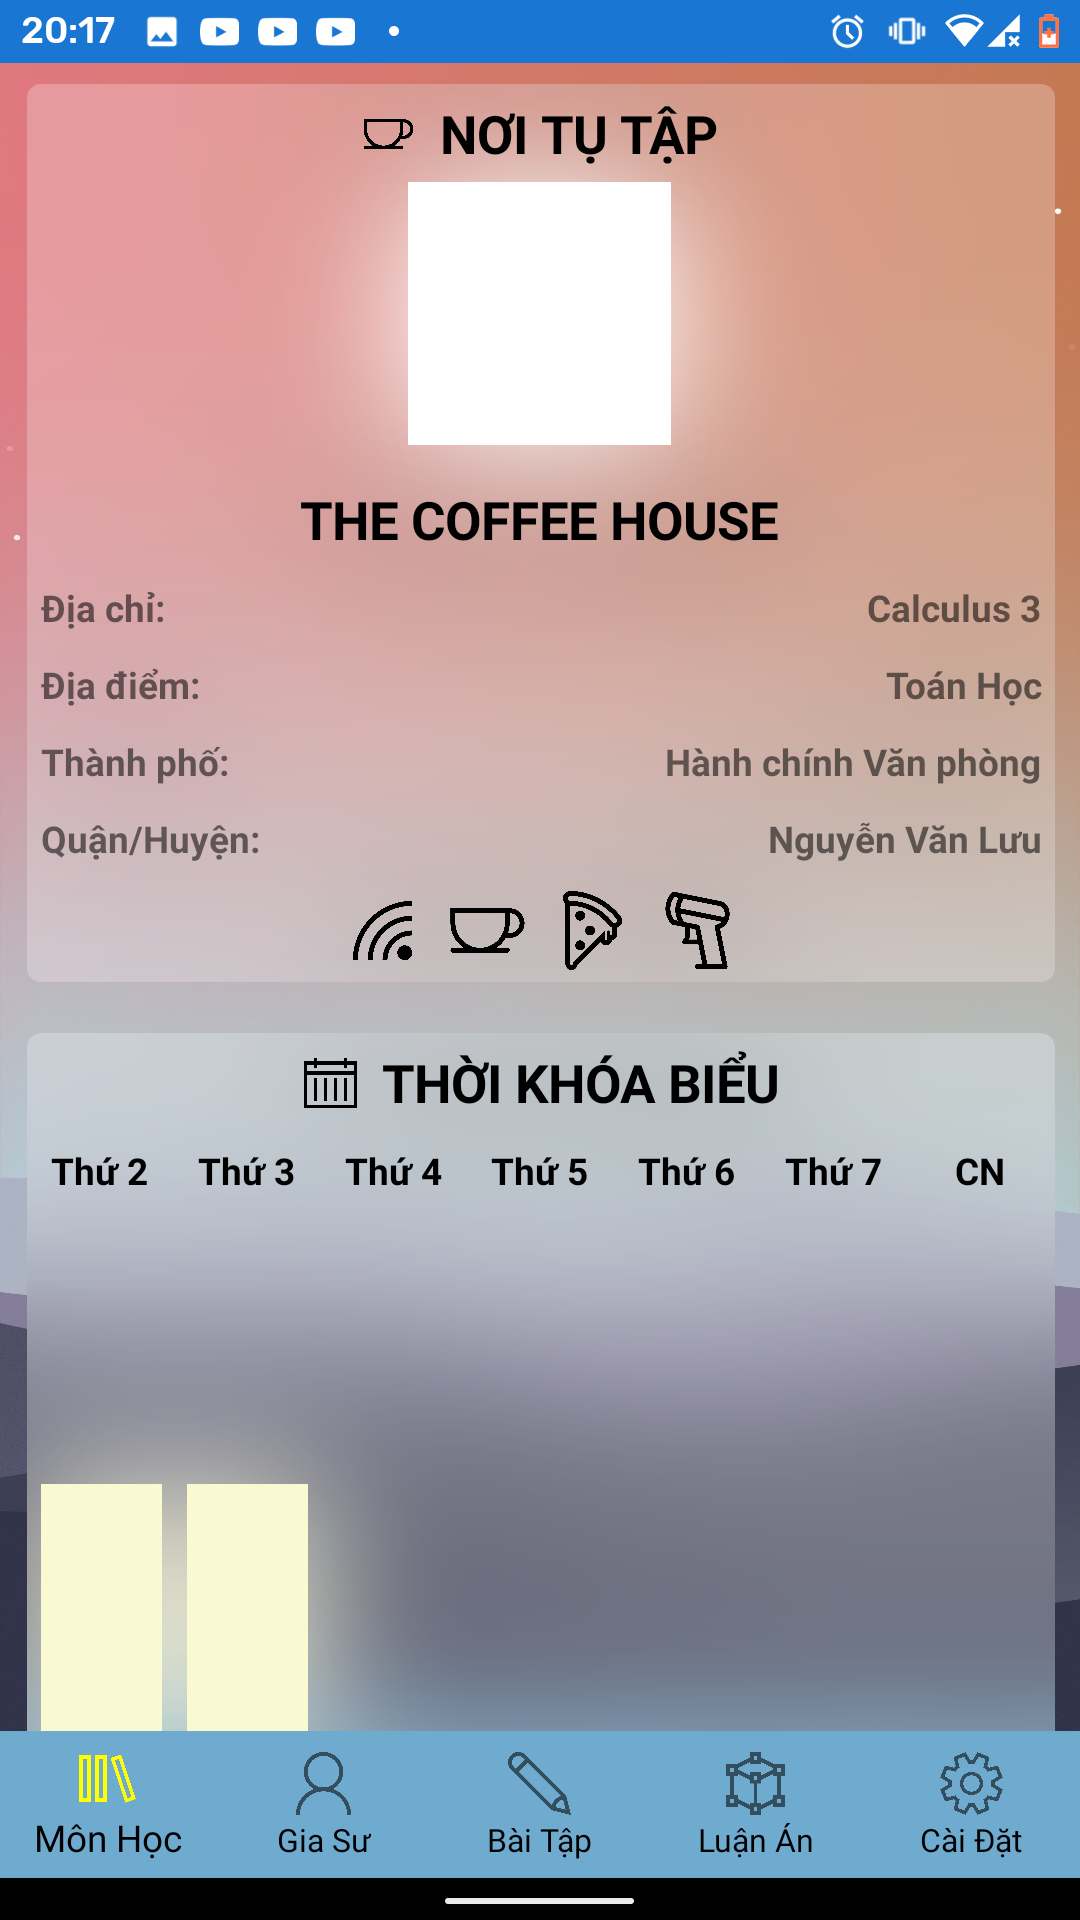 20:17
NƠI TỤ TẬP
THE COFFEE HOUSE
Địa chỉ: Calculus 3
Địa điểm: Toán Học
Thành phố: Hành chính Văn phòng
Quận/Huyện: Nguyễn Văn Lưu
THỜI KHÓA BIỂU
Thứ 2 Thứ 3 Thứ 4 Thứ 5 Thứ 6 Thứ 7 CN
Môn Học Gia Sư Bài Tập Luận Án Cài Đặt